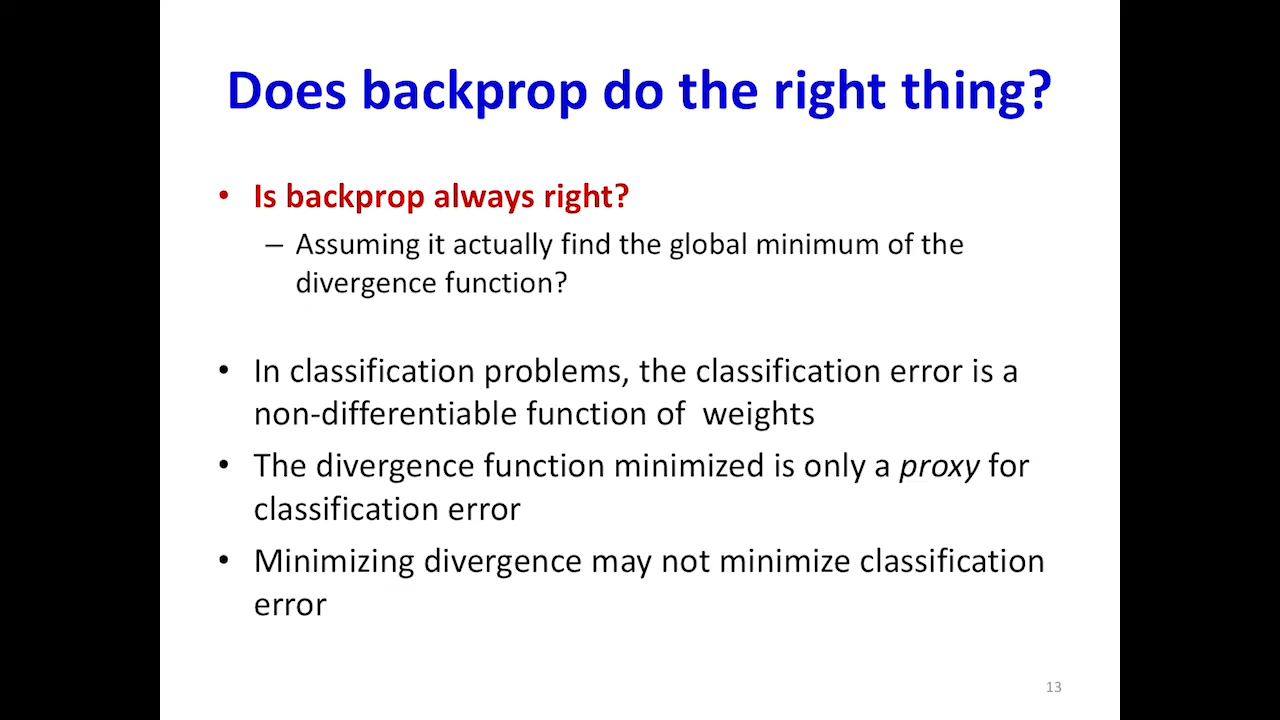 Does backprop do the right thing?
• Is backprop always right?
– Assuming it actually find the global minimum of the
divergence function?
• In classification problems, the classification error is a
non-differentiable function of weights
• The divergence function minimized is only a proxy for
classification error
• Minimizing divergence may not minimize classification
error
13